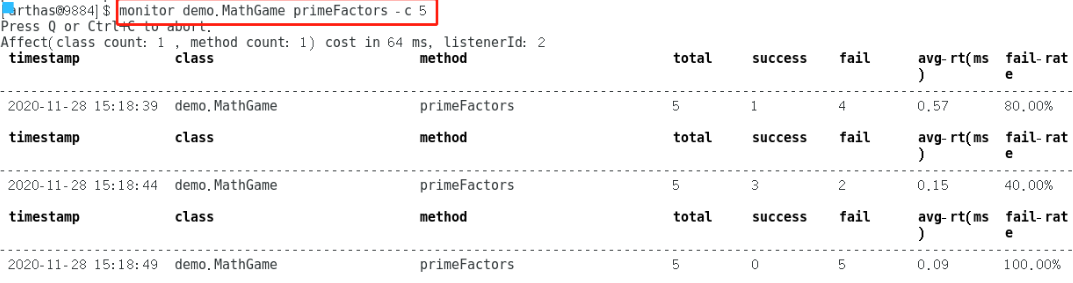 [arthas@9884]$ monitor demo.MathGame primeFactors -c 5
Press Q or Ctrl+C to abort.
Affect(class count: 1 , method count: 1) cost in 64 ms, listenerId: 2
timestamp class method total success fail avg-rt(ms fail-rat
) e
2020-11-28 15:18:39 demo.MathGame primeFactors 5 1 4 0.57 80.00%
timestamp class method total success fail avg-rt(ms fail-rat
) e
2020-11-28 15:18:44 demo.MathGame primeFactors 5 3 2 0.15 40.00%
timestamp class method total success fail avg-rt(ms fail-rat
) e
2020-11-28 15:18:49 demo.MathGame primeFactors 5 0 5 0.09 100.00%